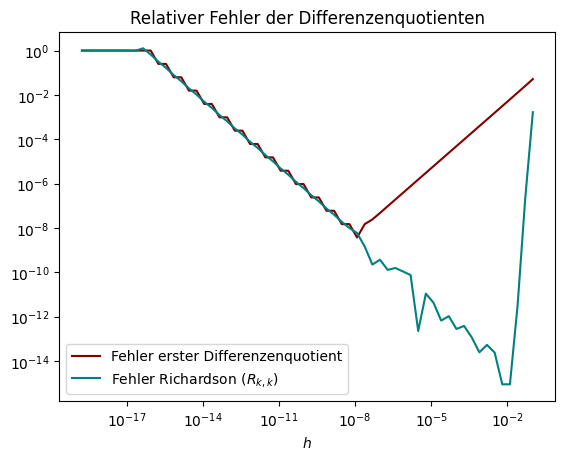 Relativer Fehler der Differenzenquotienten
10^0
10^-2
10^-4
10^-6
10^-8
10^-10
10^-12
10^-14
Fehler erster Differenzenquotient
Fehler Richardson (R_{k,k})
10^-17 10^-14 10^-11 10^-8 10^-5 10^-2
h